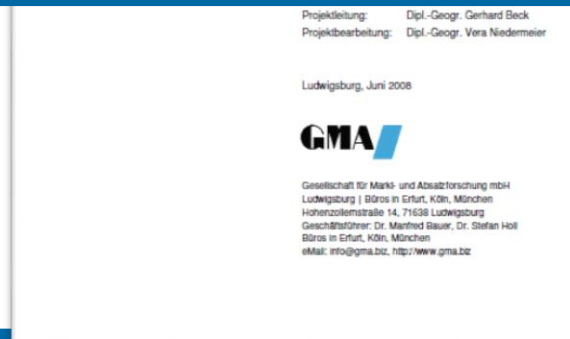 Projektleitung: Dipl.-Geogr. Gerhard Beck
Projektbearbeitung: Dipl.-Geogr. Vera Niedermeier
Ludwigsburg, Juni 2008
GMA
Gesellschaft für Markt- und Absatzforschung mbH
Ludwigsburg | Büros in Erfurt, Köln, München
Hohenzollernstraße 14, 71638 Ludwigsburg
Geschäftsführer: Dr. Manfred Bauer, Dr. Stefan Holl
Büros in Erfurt, Köln, München
eMail: info@gma.biz, http://www.gma.biz